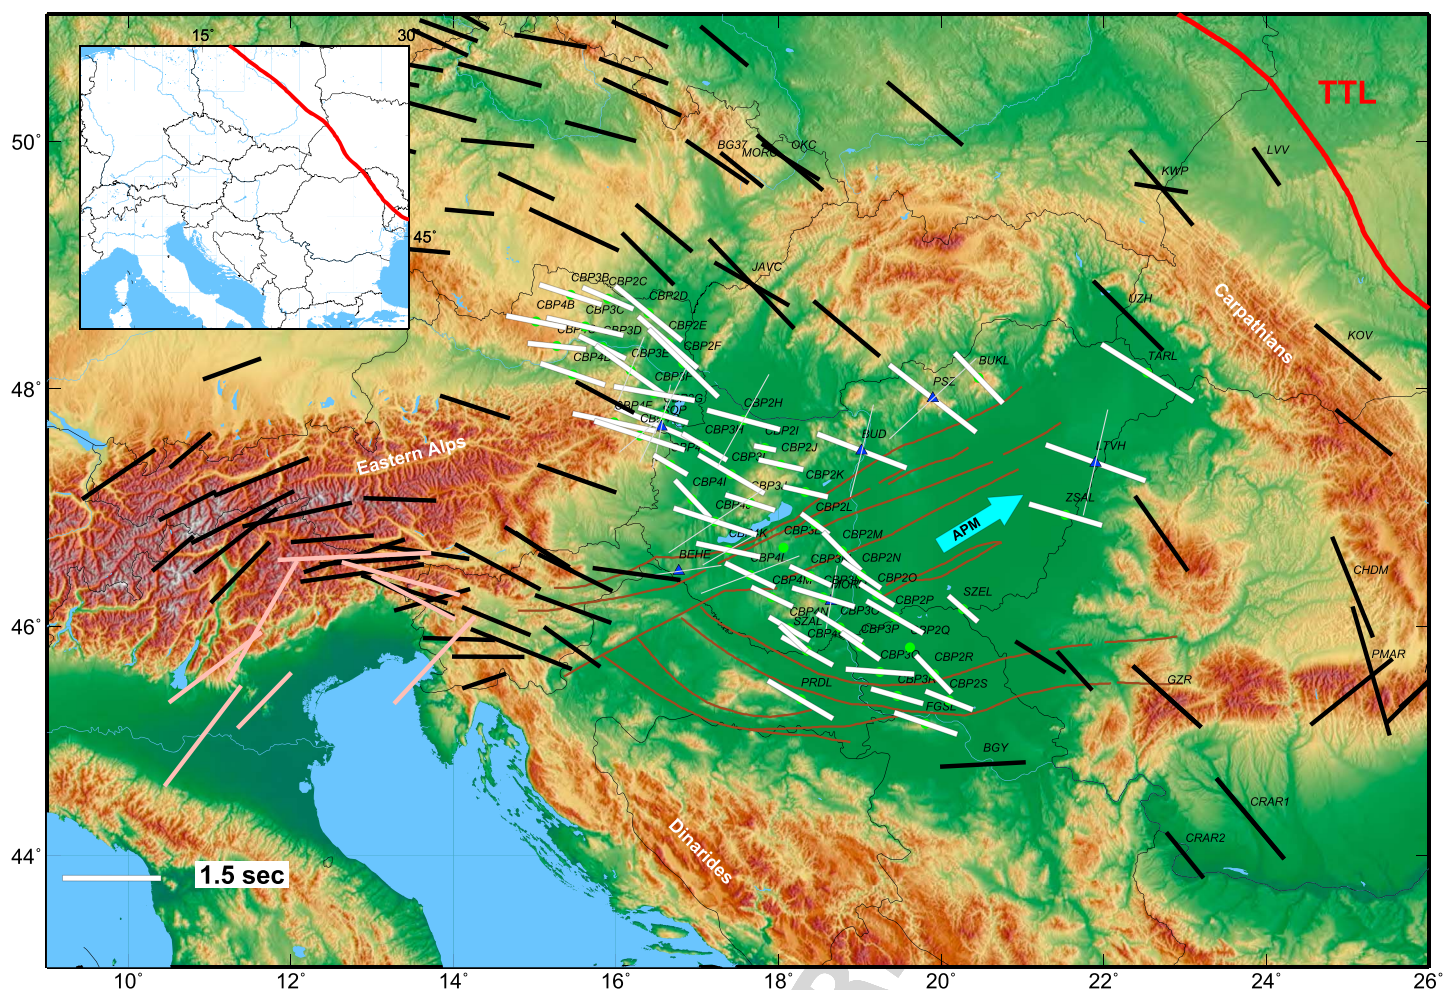 15°
30
45°
50°
48°
46°
44°
10
12
14
16
18
20
22
24
26°
TTL
Carpathians
Eastern Alps
Dinarides
APM
1.5 sec
BG37
OKC
LVV
KWP
JAVC
UZH
KOV
TARL
CBP3B
CBP2C
CBP2D
CBP4B
CBP3C
CBP3D
CBP2E
CBP2F
CBP3E
CBP2H
CBP2I
CBP3H
CBP2J
CBP2K
CBP4I
CBP2L
CBP2M
CBP2N
CBP2O
CBP2P
CBP2Q
CBP2R
CBP2S
CBP4M
CBP4N
CBP3P
BUKL
PSZ
BUD
LTVH
ZSAL
BEHE
SZEL
SZAL
PRDL
BGY
GZR
CHDM
PMAR
CRAR1
CRAR2